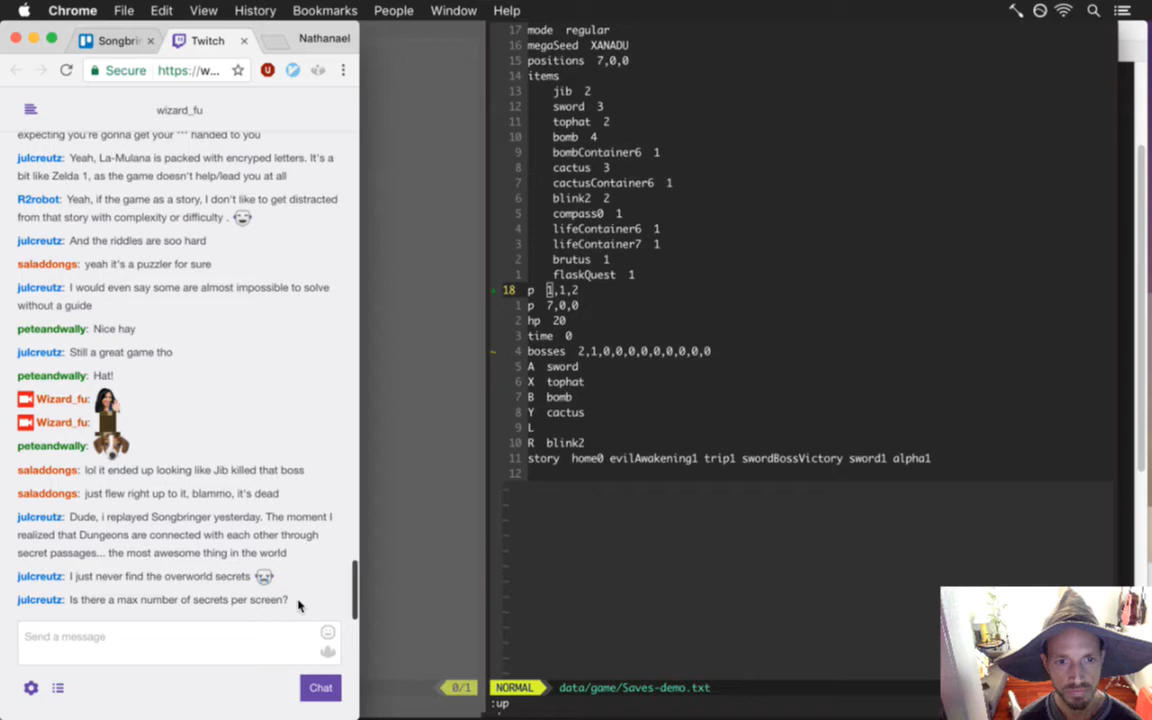 Chrome File Edit View History Bookmarks People Window Help
Songbrin Twitch Nathanael
Secure https://w...
wizard_fu
expecting you're gonna get your *** handed to you
julcreutz: Yeah, La-Mulana is packed with encryped letters. It's a
bit like Zelda 1, as the game doesn't help/lead you at all
R2robot: Yeah, if the game as a story, I don't like to get distracted
from that story with complexity or difficulty .
julcreutz: And the riddles are soo hard
saladdongs: yeah it's a puzzler for sure
julcreutz: I would even say some are almost impossible to solve
without a guide
peteandwally: Nice hay
julcreutz: Still a great game tho
peteandwally: Hat!
Wizard_fu:
Wizard_fu:
peteandwally:
saladdongs: lol it ended up looking like Jib killed that boss
saladdongs: just flew right up to it, blammo, it's dead
julcreutz: Dude, i replayed Songbringer yesterday. The moment I
realized that Dungeons are connected with each other through
secret passages... the most awesome thing in the world
julcreutz: I just never find the overworld secrets
julcreutz: Is there a max number of secrets per screen?
Send a message
Chat
17 mode regular
16 megaSeed XANADU
15 positions 7,0,0
14 items
13 jib 2
12 sword 3
11 tophat 2
10 bomb 4
9 bombContainer6 1
8 cactus 3
7 cactusContainer6 1
6 blink2 2
5 compass0 1
4 lifeContainer6 1
3 lifeContainer7 1
2 brutus 1
1 flaskQuest 1
18 p 1,1,2
1 p 7,0,0
2 hp 20
3 time 0
~ 4 bosses 2,1,0,0,0,0,0,0,0,0,0
5 A sword
6 X tophat
7 B bomb
8 Y cactus
9 L
10 R blink2
11 story home0 evilAwakening1 trip1 swordBossVictory sword1 alpha1
12
0/1 NORMAL data/game/Saves-demo.txt
:up